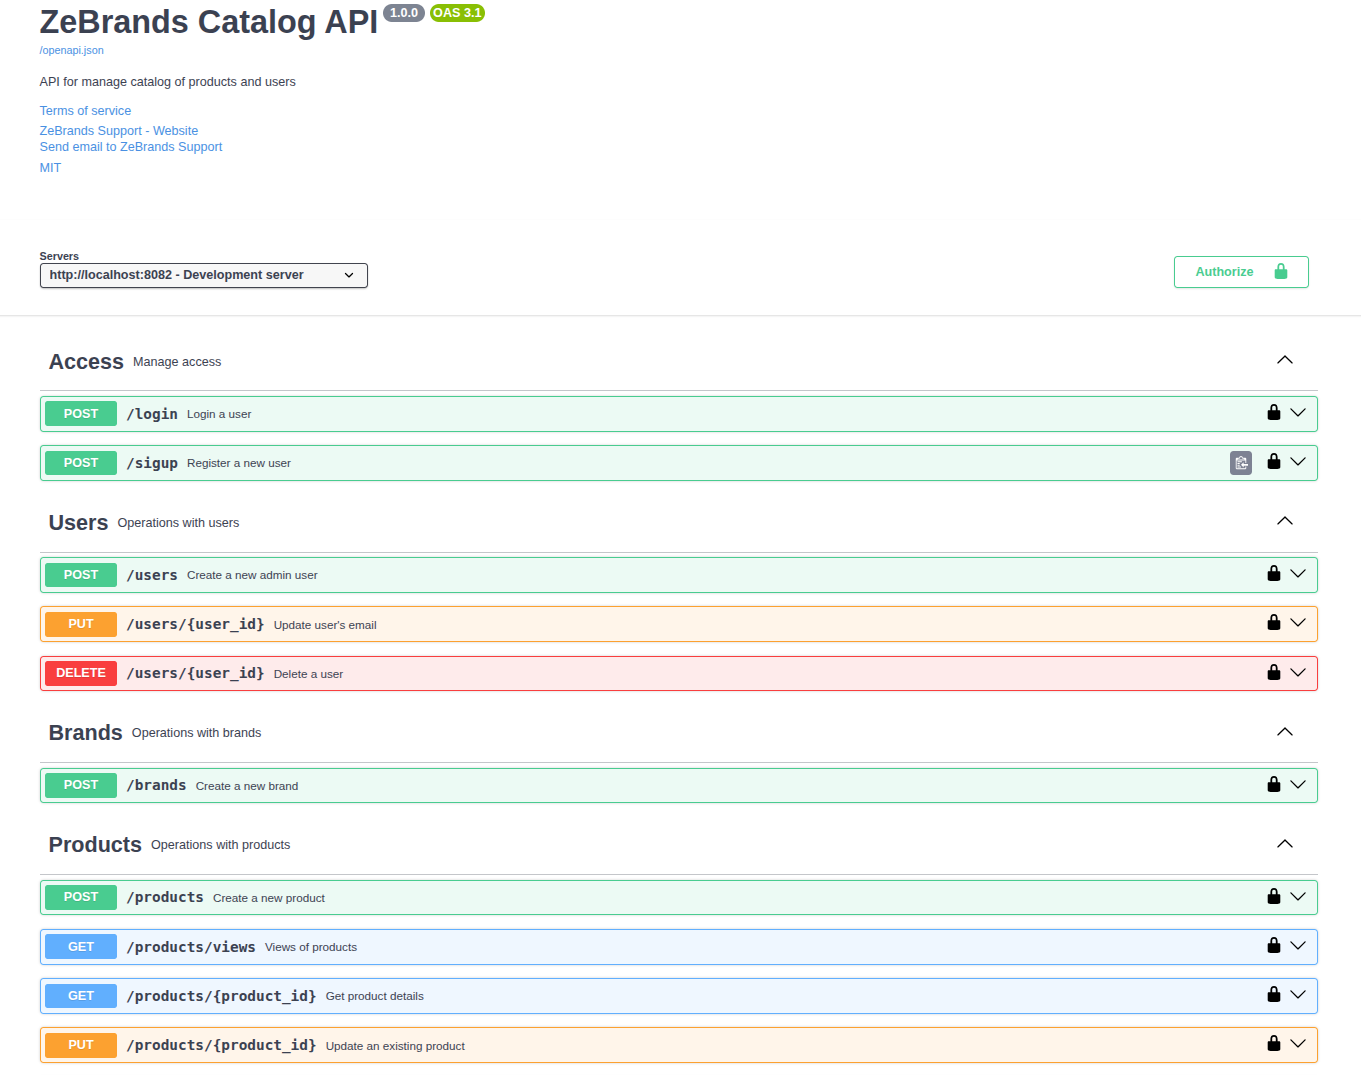 ZeBrands Catalog API 1.0.0 OAS 3.1
/openapi.json
API for manage catalog of products and users
Terms of service
ZeBrands Support - Website
Send email to ZeBrands Support
MIT
Servers
http://localhost:8082 - Development server
Authorize
Access Manage access
POST /login Login a user
POST /sigup Register a new user
Users Operations with users
POST /users Create a new admin user
PUT /users/{user_id} Update user's email
DELETE /users/{user_id} Delete a user
Brands Operations with brands
POST /brands Create a new brand
Products Operations with products
POST /products Create a new product
GET /products/views Views of products
GET /products/{product_id} Get product details
PUT /products/{product_id} Update an existing product